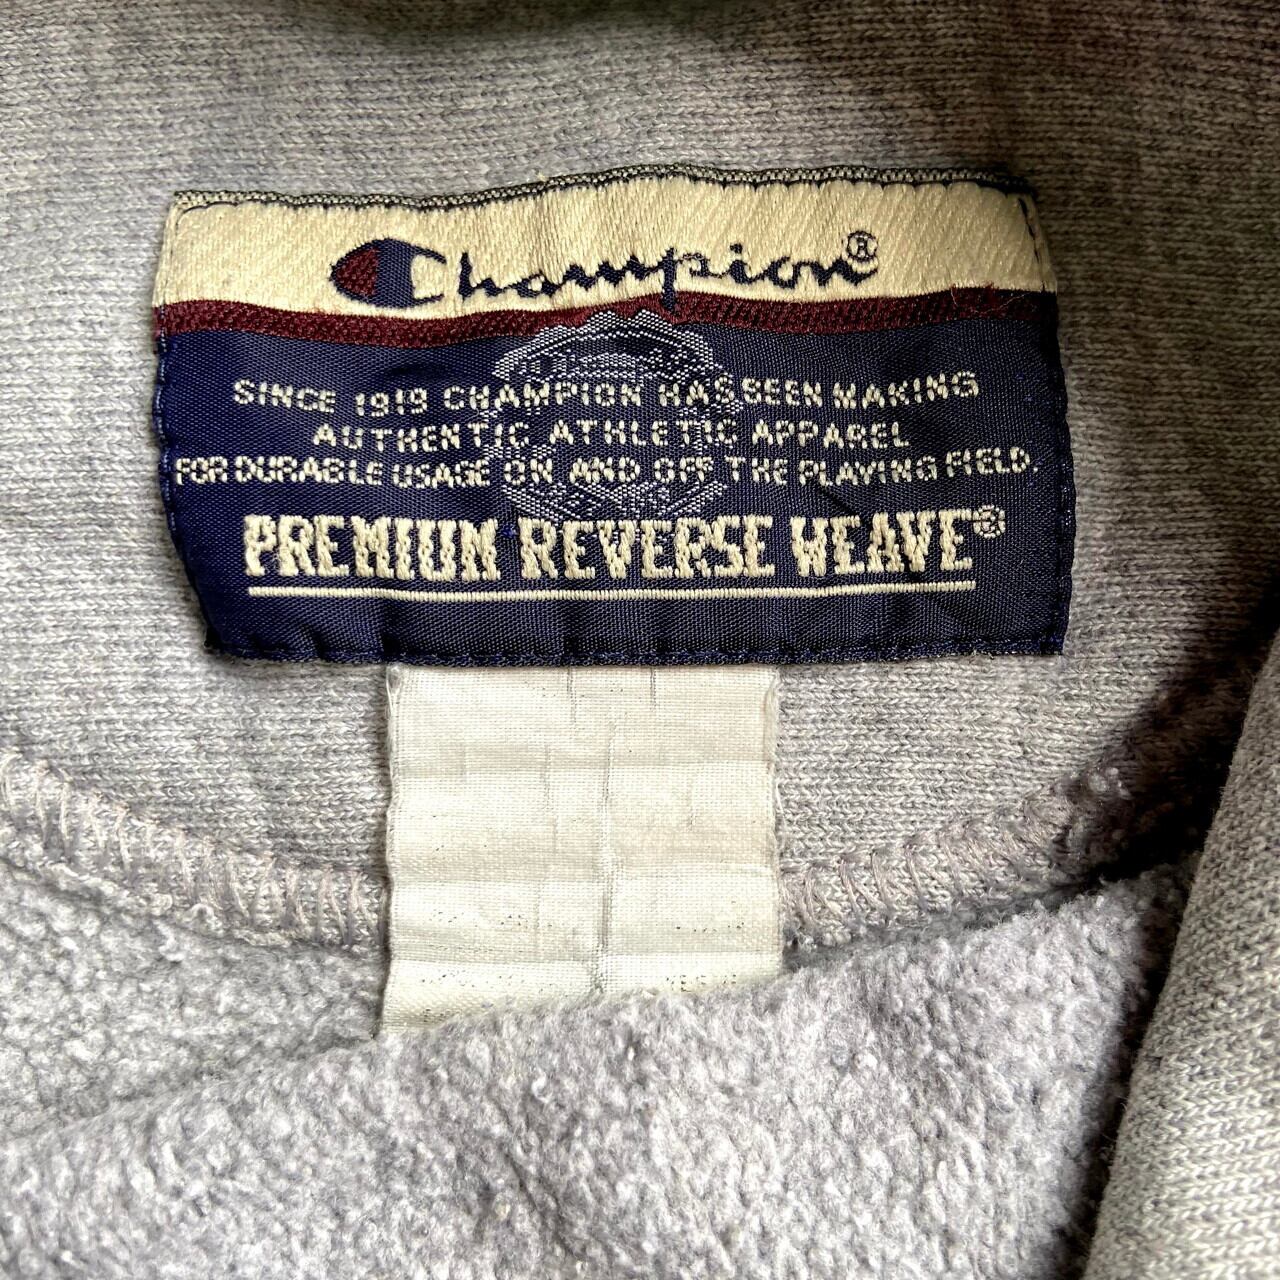 Champion®
SINCE 1919 CHAMPION HAS BEEN MAKING
AUTHENTIC ATHLETIC APPAREL
FOR DURABLE USAGE ON AND OFF THE PLAYING FIELD.
PREMIUM REVERSE WEAVE®